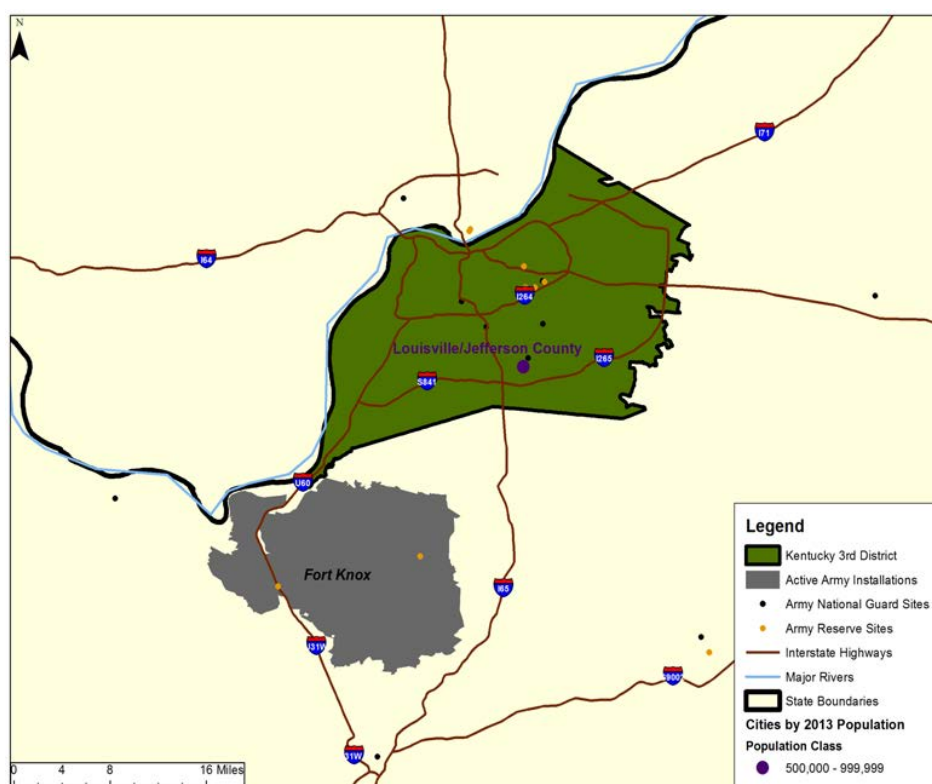 N
I71
I64
I264
Louisville/Jefferson County
I265
S841
U60
Fort Knox
I65
31W
Legend
Kentucky 3rd District
Active Army Installations
Army National Guard Sites
Army Reserve Sites
Interstate Highways
Major Rivers
State Boundaries
Cities by 2013 Population
Population Class
500,000 - 999,999
31W
0 4 8 16 Miles